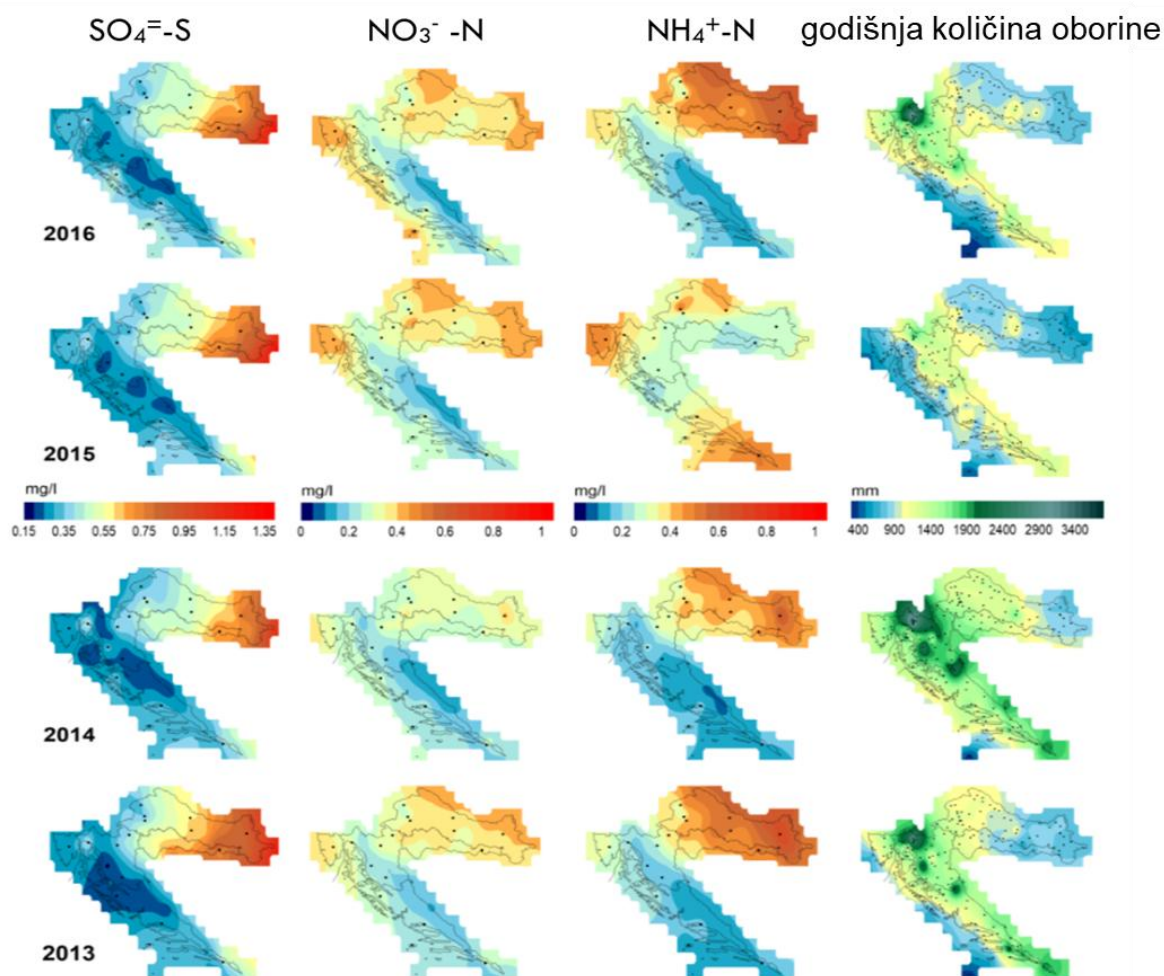 SO₄⁼-S NO₃⁻ -N NH₄⁺-N godišnja količina oborine
2016
2015
mg/l mg/l mg/l mm
0.15 0.35 0.55 0.75 0.95 1.15 1.35 0 0.2 0.4 0.6 0.8 1 0 0.2 0.4 0.6 0.8 1 400 900 1400 1900 2400 2900 3400
2014
2013